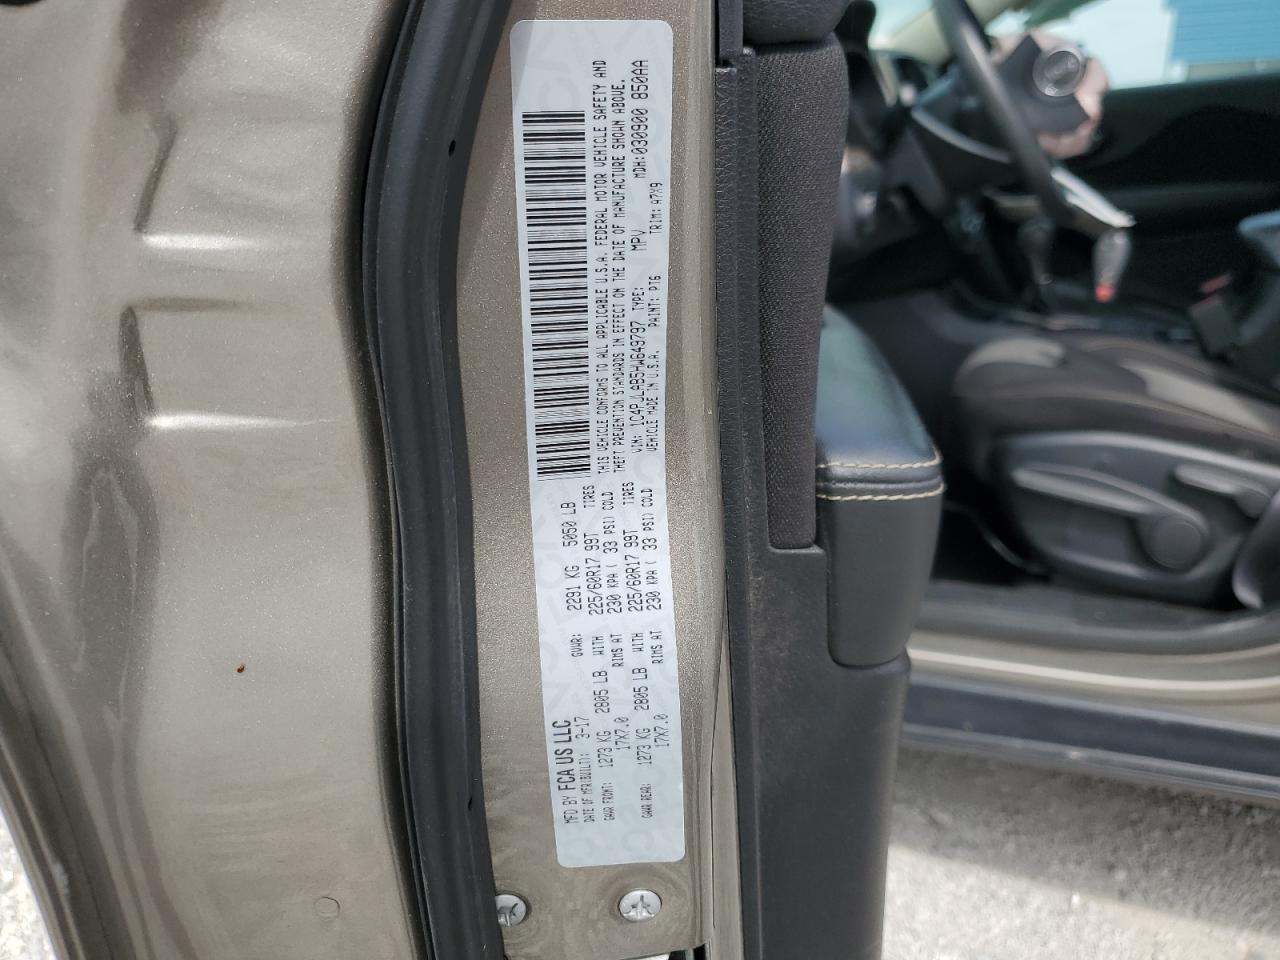 MFD BY FCA US LLC
DATE OF MFR(BUILT): 3-17 GVWR: 2291 KG 5050 LB
GAWR FRONT: 1273 KG 2805 LB WITH 225/60R17 99T TIRES
17X7.0 RIMS AT 230 KPA ( 33 PSI) COLD
GAWR REAR: 1273 KG 2805 LB WITH 225/60R17 99T TIRES
17X7.0 RIMS AT 230 KPA ( 33 PSI) COLD
THIS VEHICLE CONFORMS TO ALL APPLICABLE U.S.A. FEDERAL MOTOR VEHICLE SAFETY AND
THEFT PREVENTION STANDARDS IN EFFECT ON THE DATE OF MANUFACTURE SHOWN ABOVE.
VIN: 1C4PJLAB5HW649797 TYPE: MPV MDH: 030900 850AA
VEHICLE MADE IN U.S.A. PAINT: PT6 TRIM: A7X9